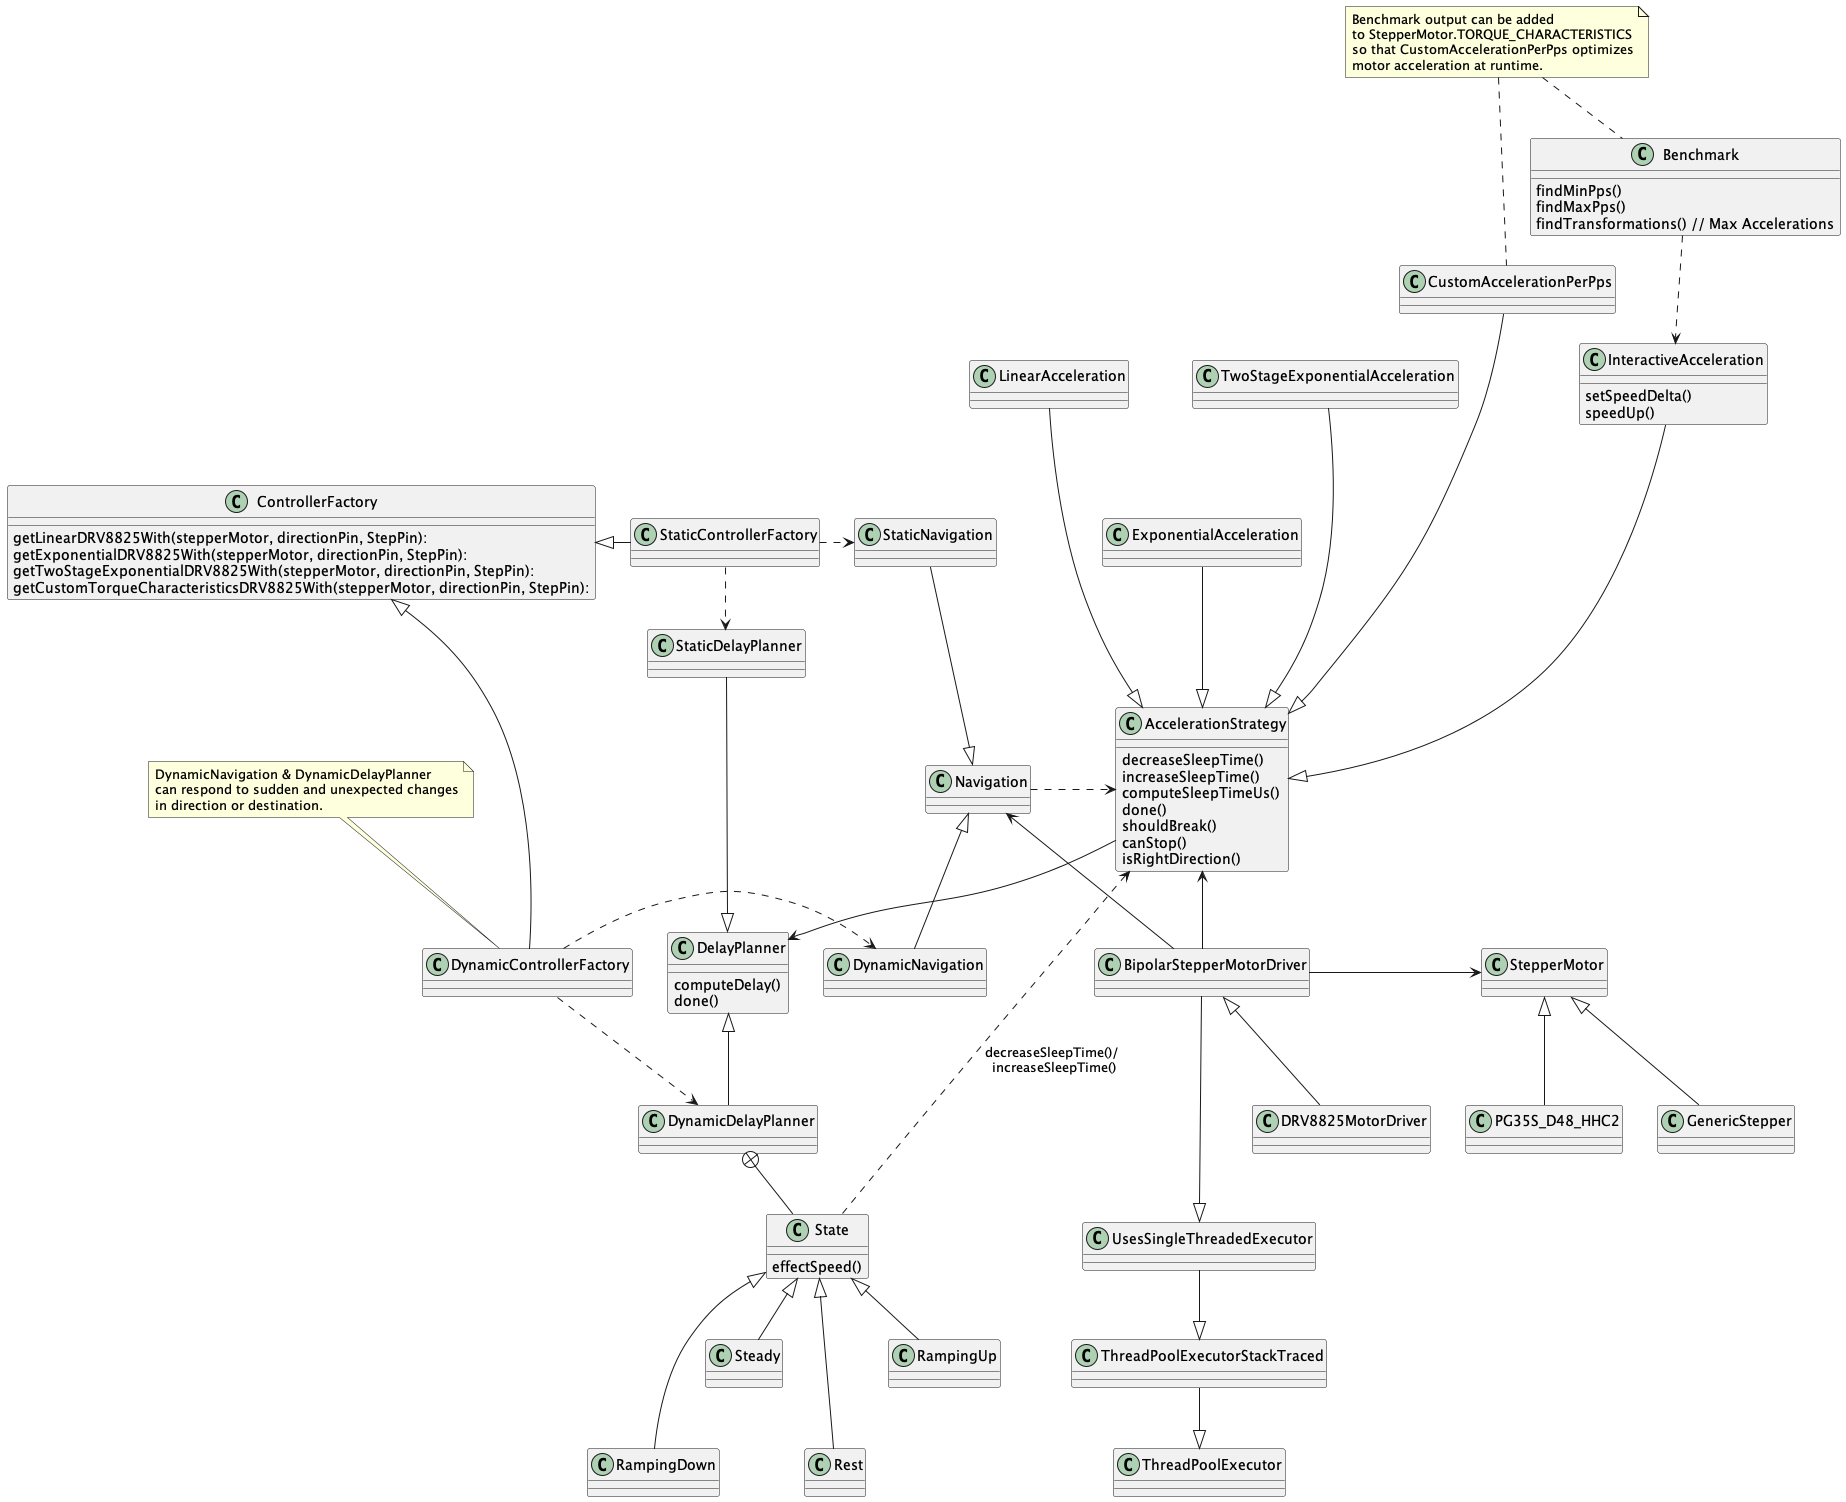 Benchmark output can be added
to StepperMotor.TORQUE_CHARACTERISTICS
so that CustomAccelerationPerPps optimizes
motor acceleration at runtime.
C Benchmark
findMinPps()
findMaxPps()
findTransformations() // Max Accelerations
C CustomAccelerationPerPps
C InteractiveAcceleration
setSpeedDelta()
speedUp()
C LinearAcceleration
C TwoStageExponentialAcceleration
C ControllerFactory
getLinearDRV8825With(stepperMotor, directionPin, StepPin):
getExponentialDRV8825With(stepperMotor, directionPin, StepPin):
getTwoStageExponentialDRV8825With(stepperMotor, directionPin, StepPin):
getCustomTorqueCharacteristicsDRV8825With(stepperMotor, directionPin, StepPin):
C StaticControllerFactory
C StaticNavigation
C ExponentialAcceleration
C StaticDelayPlanner
C AccelerationStrategy
decreaseSleepTime()
increaseSleepTime()
computeSleepTimeUs()
done()
shouldBreak()
canStop()
isRightDirection()
DynamicNavigation & DynamicDelayPlanner
can respond to sudden and unexpected changes
in direction or destination.
C Navigation
C DynamicControllerFactory
C DelayPlanner
computeDelay()
done()
C DynamicNavigation
C BipolarStepperMotorDriver
C StepperMotor
decreaseSleepTime()/
increaseSleepTime()
C DynamicDelayPlanner
C DRV8825MotorDriver
C PG35S_D48_HHC2
C GenericStepper
C State
effectSpeed()
C UsesSingleThreadedExecutor
C Steady
C RampingUp
C ThreadPoolExecutorStackTraced
C RampingDown
C Rest
C ThreadPoolExecutor